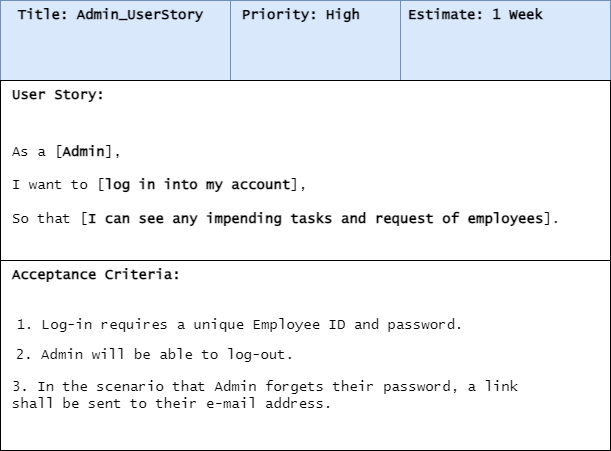 Title: Admin_UserStory
Priority: High
Estimate: 1 Week
User Story:
As a [Admin],
I want to [log in into my account],
So that [I can see any impending tasks and request of employees].
Acceptance Criteria:
1. Log-in requires a unique Employee ID and password.
2. Admin will be able to log-out.
3. In the scenario that Admin forgets their password, a link
shall be sent to their e-mail address.